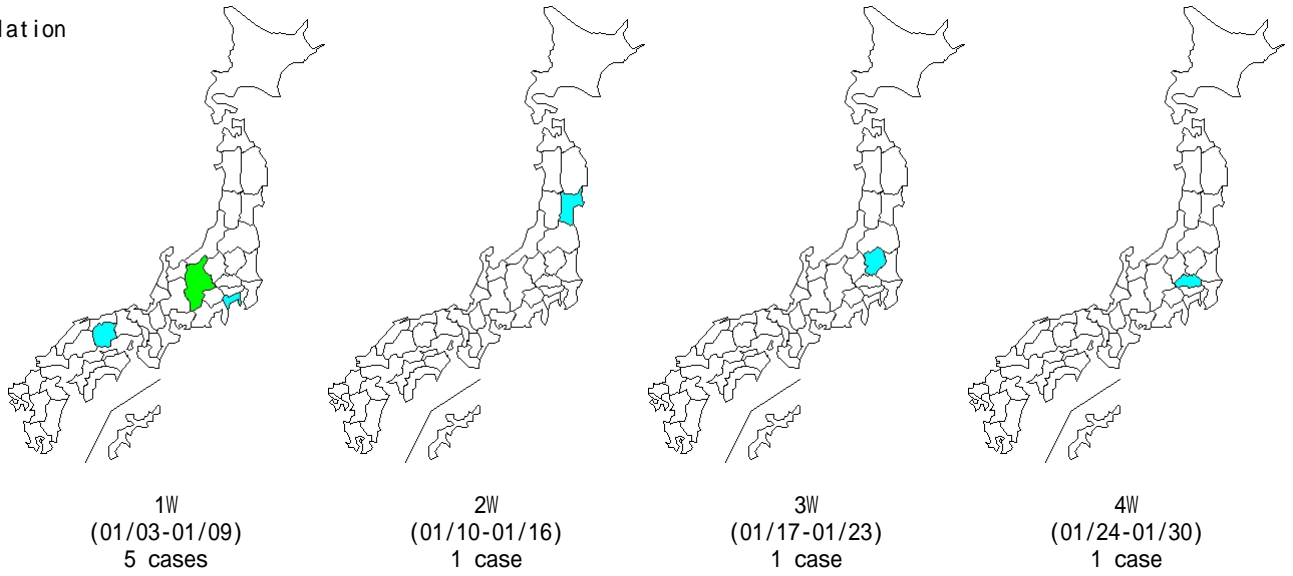 lation
1W
(01/03-01/09)
5 cases
2W
(01/10-01/16)
1 case
3W
(01/17-01/23)
1 case
4W
(01/24-01/30)
1 case